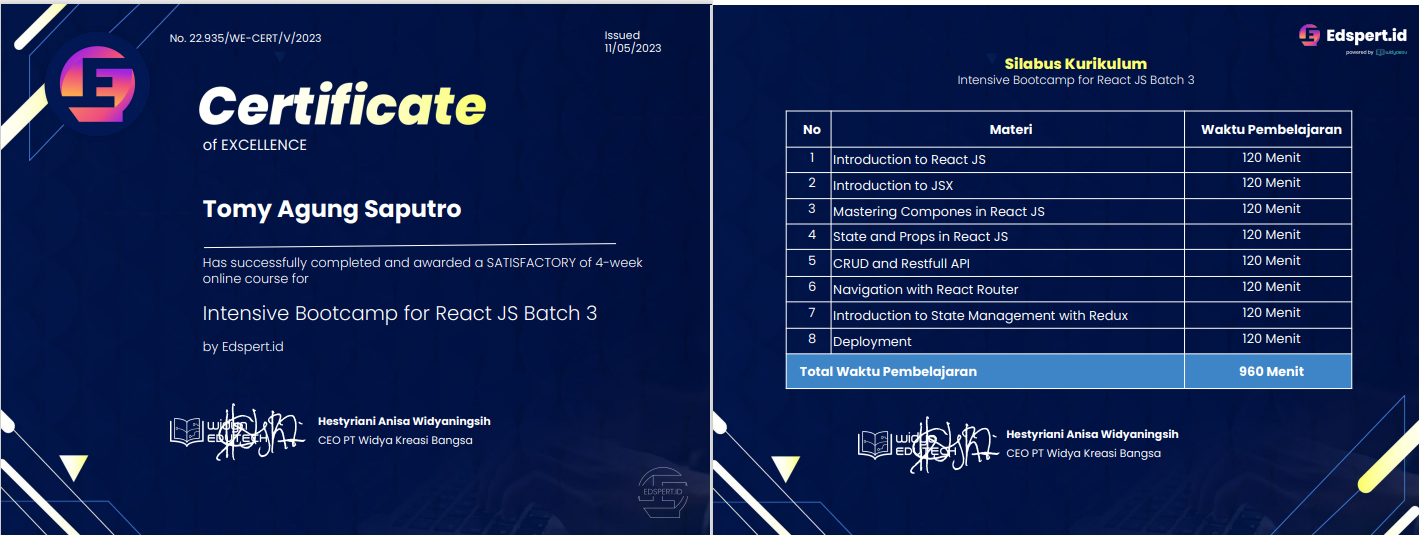 No. 22.935/WE-CERT/V/2023
Issued
11/05/2023
E
Certificate
of EXCELLENCE
Tomy Agung Saputro
Has successfully completed and awarded a SATISFACTORY of 4-week
online course for
Intensive Bootcamp for React JS Batch 3
by Edspert.id
widya
EDUTECH
Hestyriani Anisa Widyaningsih
CEO PT Widya Kreasi Bangsa
EDSPERT.ID
Edspert.id
powered by widyaedu
Silabus Kurikulum
Intensive Bootcamp for React JS Batch 3
No Materi Waktu Pembelajaran
1 Introduction to React JS 120 Menit
2 Introduction to JSX 120 Menit
3 Mastering Compones in React JS 120 Menit
4 State and Props in React JS 120 Menit
5 CRUD and Restfull API 120 Menit
6 Navigation with React Router 120 Menit
7 Introduction to State Management with Redux 120 Menit
8 Deployment 120 Menit
Total Waktu Pembelajaran 960 Menit
widya
EDUTECH
Hestyriani Anisa Widyaningsih
CEO PT Widya Kreasi Bangsa